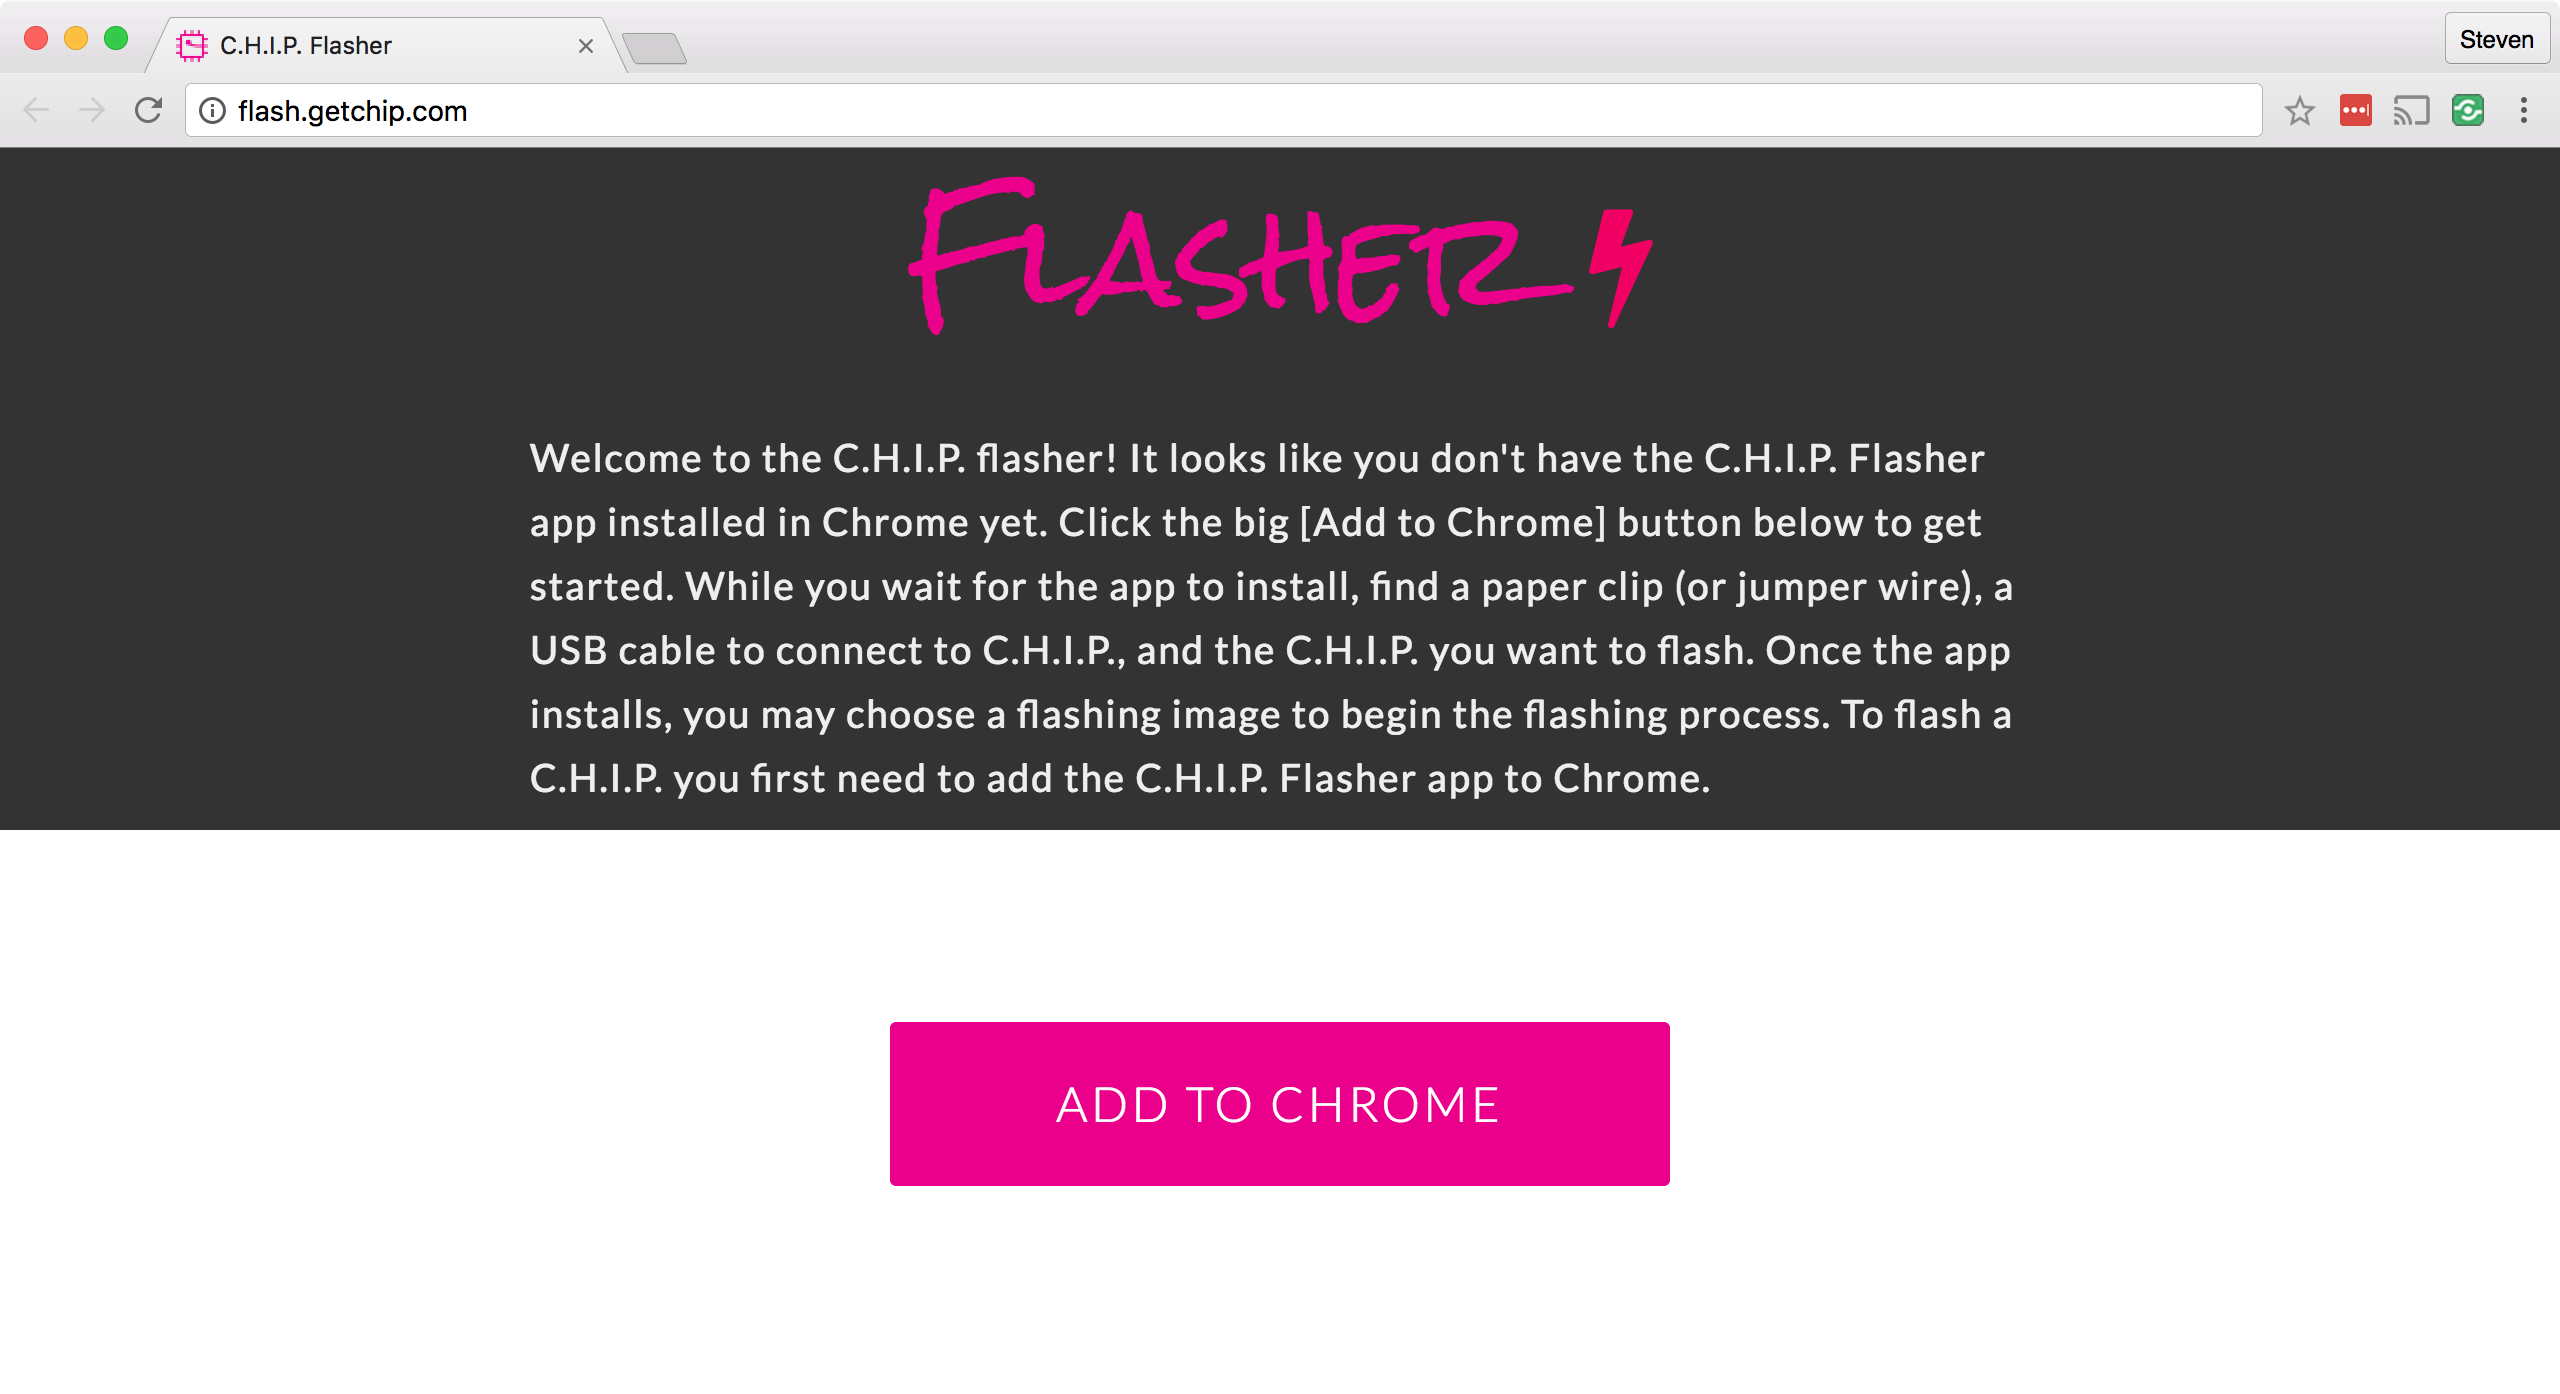 C.H.I.P. Flasher
Steven
flash.getchip.com
FLASHER
Welcome to the C.H.I.P. flasher! It looks like you don't have the C.H.I.P. Flasher
app installed in Chrome yet. Click the big [Add to Chrome] button below to get
started. While you wait for the app to install, find a paper clip (or jumper wire), a
USB cable to connect to C.H.I.P., and the C.H.I.P. you want to flash. Once the app
installs, you may choose a flashing image to begin the flashing process. To flash a
C.H.I.P. you first need to add the C.H.I.P. Flasher app to Chrome.
ADD TO CHROME